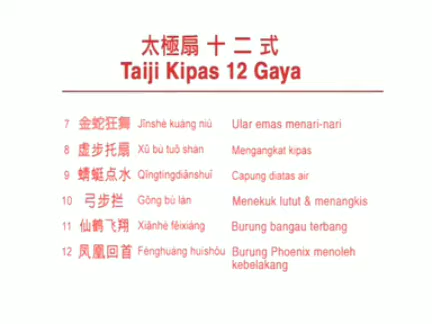 太極扇十二式
Taiji Kipas 12 Gaya
7 金蛇狂舞 Jīnshé kuáng niú Ular emas menari-nari
8 虚步托扇 Xū bù tuō shàn Mengangkat kipas
9 蜻蜓点水 Qīngtíngdiǎnshuǐ Capung diatas air
10 弓步拦 Gōng bù lán Menekuk lutut & menangkis
11 仙鹤飞翔 Xiānhè fēixiáng Burung bangau terbang
12 凤凰回首 Fènghuáng huíshǒu Burung Phoenix menoleh
kebelakang